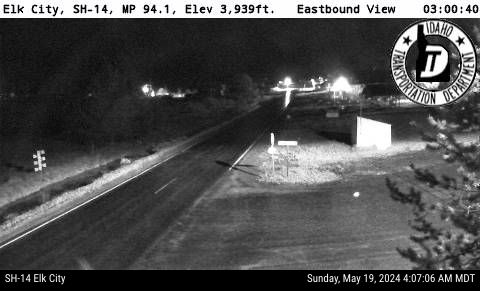 Elk City, SH-14, MP 94.1, Elev 3,939ft.   Eastbound View   03:00:40
IDAHO
TRANSPORTATION DEPARTMENT
SH-14 Elk City   Sunday, May 19, 2024 4:07:06 AM MDT